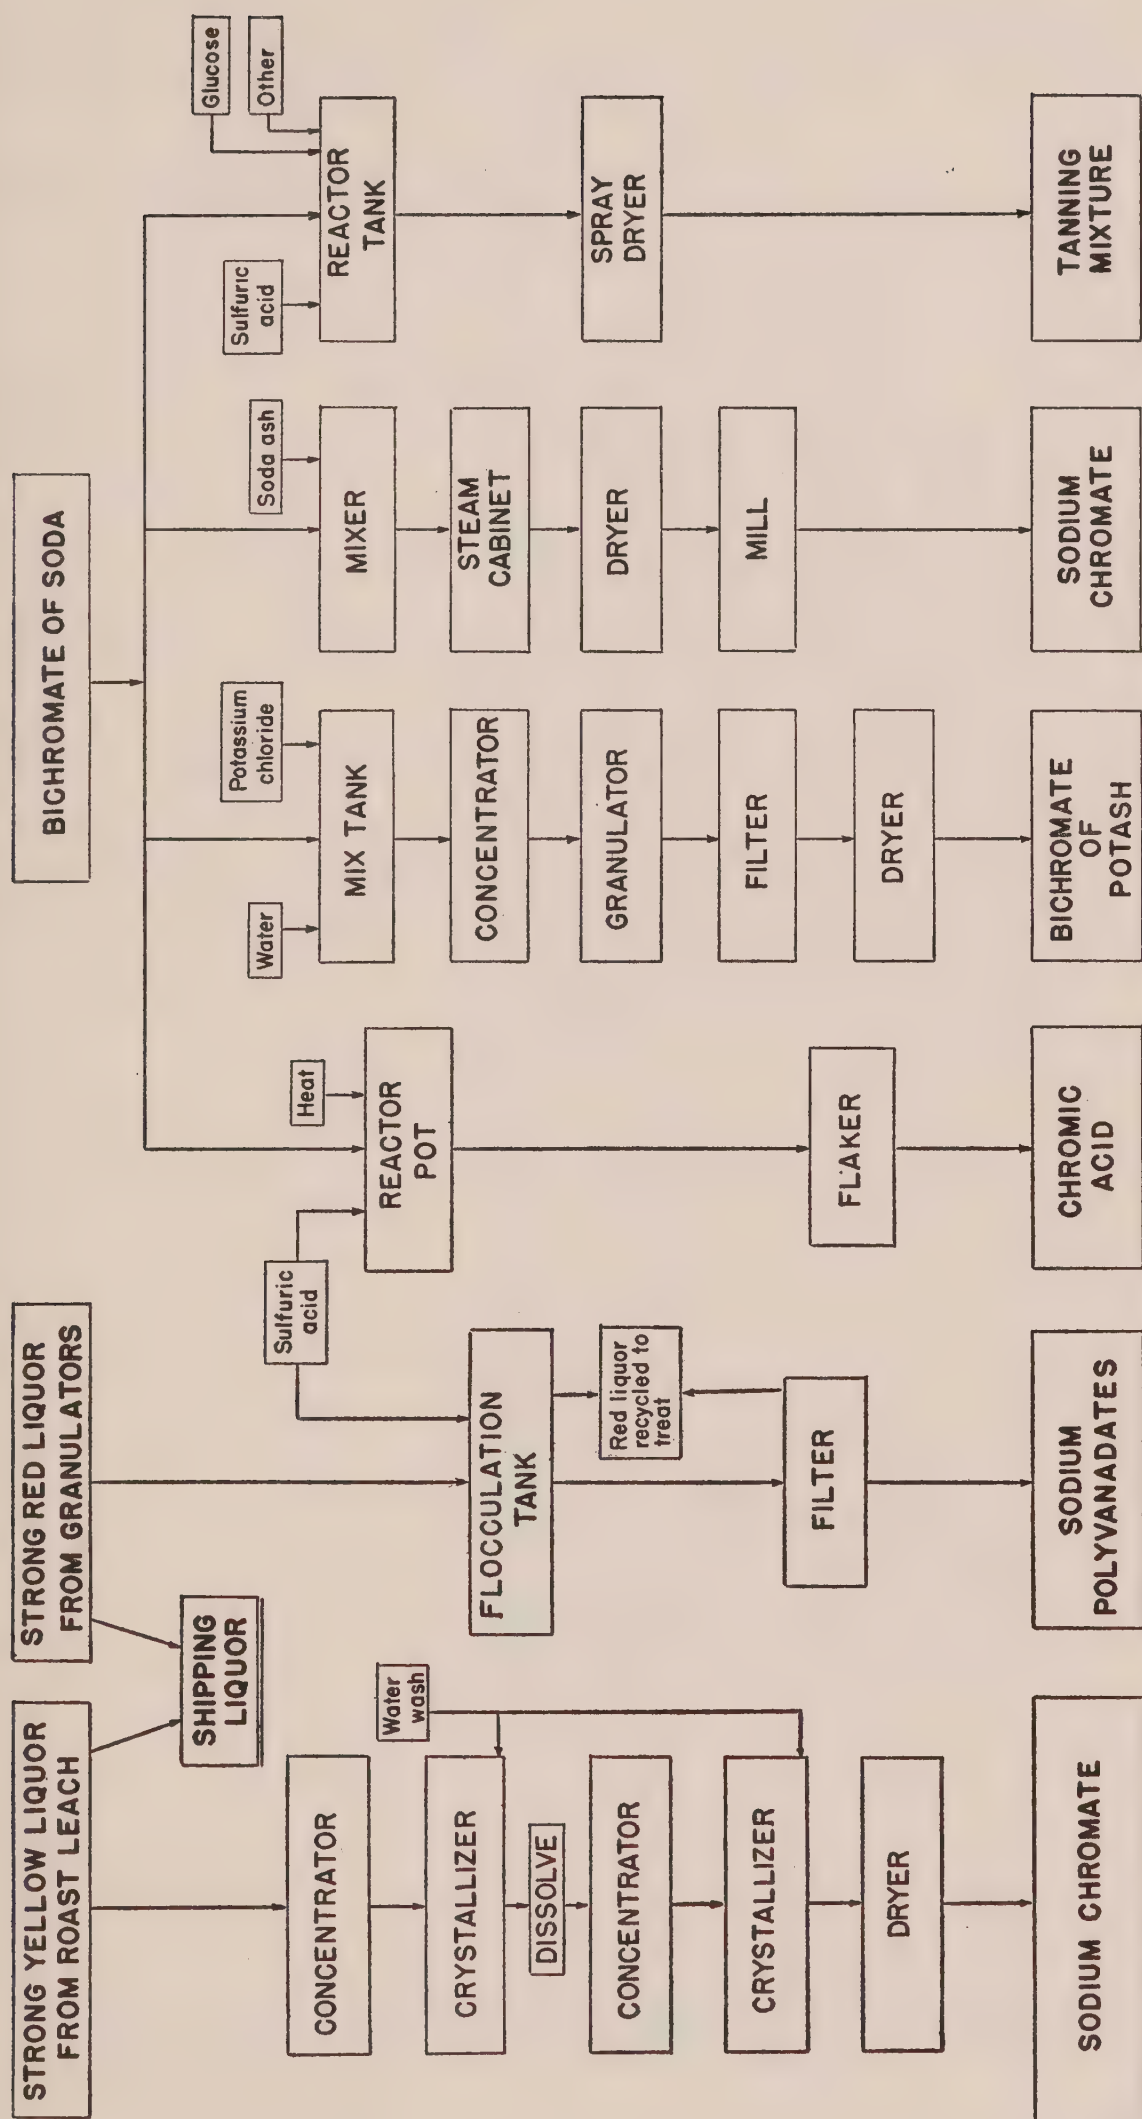 STRONG YELLOW LIQUOR
FROM ROAST LEACH
STRONG RED LIQUOR
FROM GRANULATORS
BICHROMATE OF SODA
SHIPPING
LIQUOR
CONCENTRATOR
CRYSTALLIZER
Water
wash
DISSOLVE
CONCENTRATOR
CRYSTALLIZER
DRYER
SODIUM CHROMATE
Sulfuric
acid
FLOCCULATION
TANK
Red liquor
recycled to
treat
FILTER
SODIUM
POLYVANADATES
Heat
REACTOR
POT
FLAKER
CHROMIC
ACID
Water
Potassium
chloride
MIX TANK
CONCENTRATOR
GRANULATOR
FILTER
DRYER
BICHROMATE
OF
POTASH
Soda ash
MIXER
STEAM
CABINET
DRYER
MILL
SODIUM
CHROMATE
Sulfuric
acid
Glucose
Other
REACTOR
TANK
SPRAY
DRYER
TANNING
MIXTURE